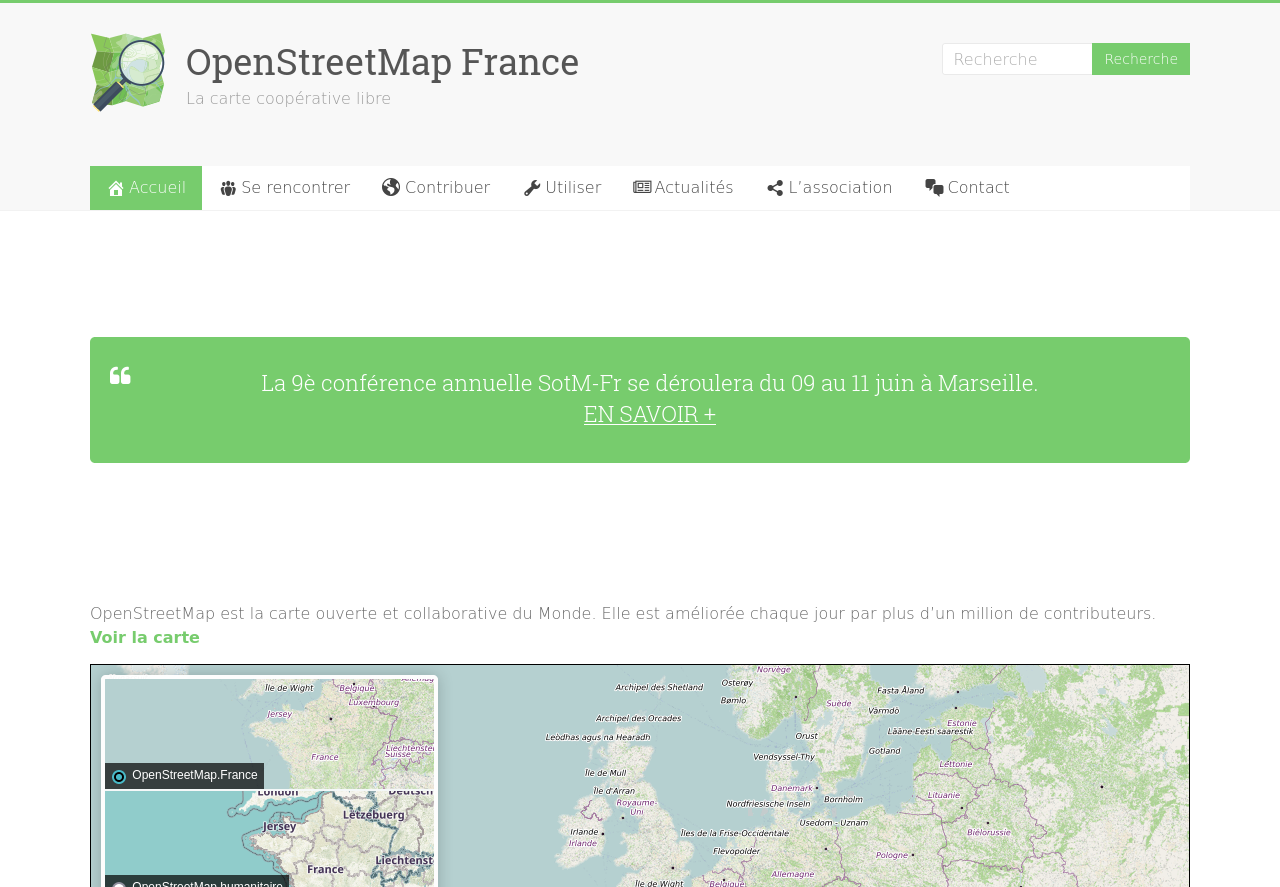 OpenStreetMap France
La carte coopérative libre
Recherche
Recherche
Accueil
Se rencontrer
Contribuer
Utiliser
Actualités
L’association
Contact
La 9è conférence annuelle SotM-Fr se déroulera du 09 au 11 juin à Marseille.
EN SAVOIR +
OpenStreetMap est la carte ouverte et collaborative du Monde. Elle est améliorée chaque jour par plus d’un million de contributeurs.
Voir la carte
Île de Wight
Belgique
Luxembourg
Jersey
France
Liechtenstei
Suisse
OpenStreetMap.France
London
Deutsch
Lëtzebuerg
Jersey
Liechtenst
France
OpenStreetMap humanitaire
Norvège
Archipel des Shetland
Osterøy
Bømlo
Suède
Fasta Åland
Värmdö
Archipel des Orcades
Estonie
Lääne-Eesti saarestik
Leòdhas agus na Hearadh
Orust
Gotland
Vendsyssel-Thy
Lettonie
Île de Mull
Danemark
Île d'Arran
Lituanie
Royaume-
Uni
Nordfriesische Inseln
Bornholm
Usedom - Uznam
Irlande
Irlande
Îles de la Frise-Occidentale
Biélorussie
Flevopolder
Pologne
Allemagne
Île de Wight
Belgique